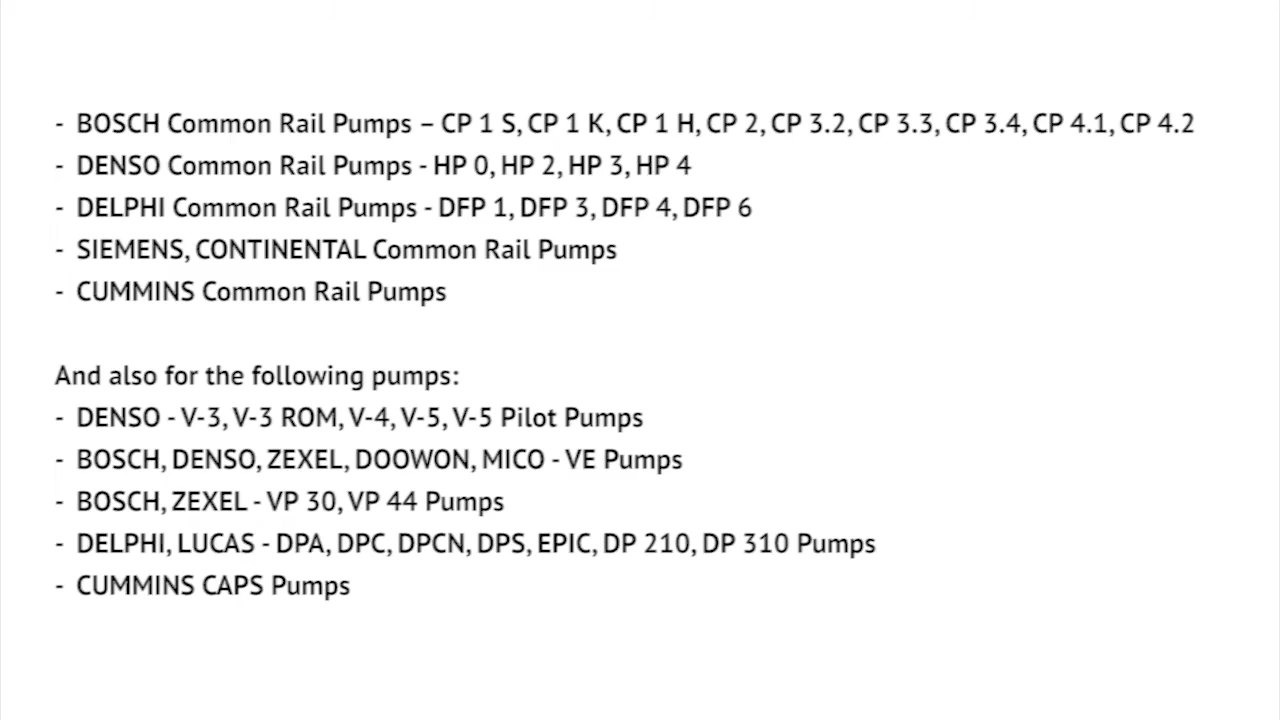 - BOSCH Common Rail Pumps – CP 1 S, CP 1 K, CP 1 H, CP 2, CP 3.2, CP 3.3, CP 3.4, CP 4.1, CP 4.2
- DENSO Common Rail Pumps - HP 0, HP 2, HP 3, HP 4
- DELPHI Common Rail Pumps - DFP 1, DFP 3, DFP 4, DFP 6
- SIEMENS, CONTINENTAL Common Rail Pumps
- CUMMINS Common Rail Pumps
And also for the following pumps:
- DENSO - V-3, V-3 ROM, V-4, V-5, V-5 Pilot Pumps
- BOSCH, DENSO, ZEXEL, DOOWON, MICO - VE Pumps
- BOSCH, ZEXEL - VP 30, VP 44 Pumps
- DELPHI, LUCAS - DPA, DPC, DPCN, DPS, EPIC, DP 210, DP 310 Pumps
- CUMMINS CAPS Pumps